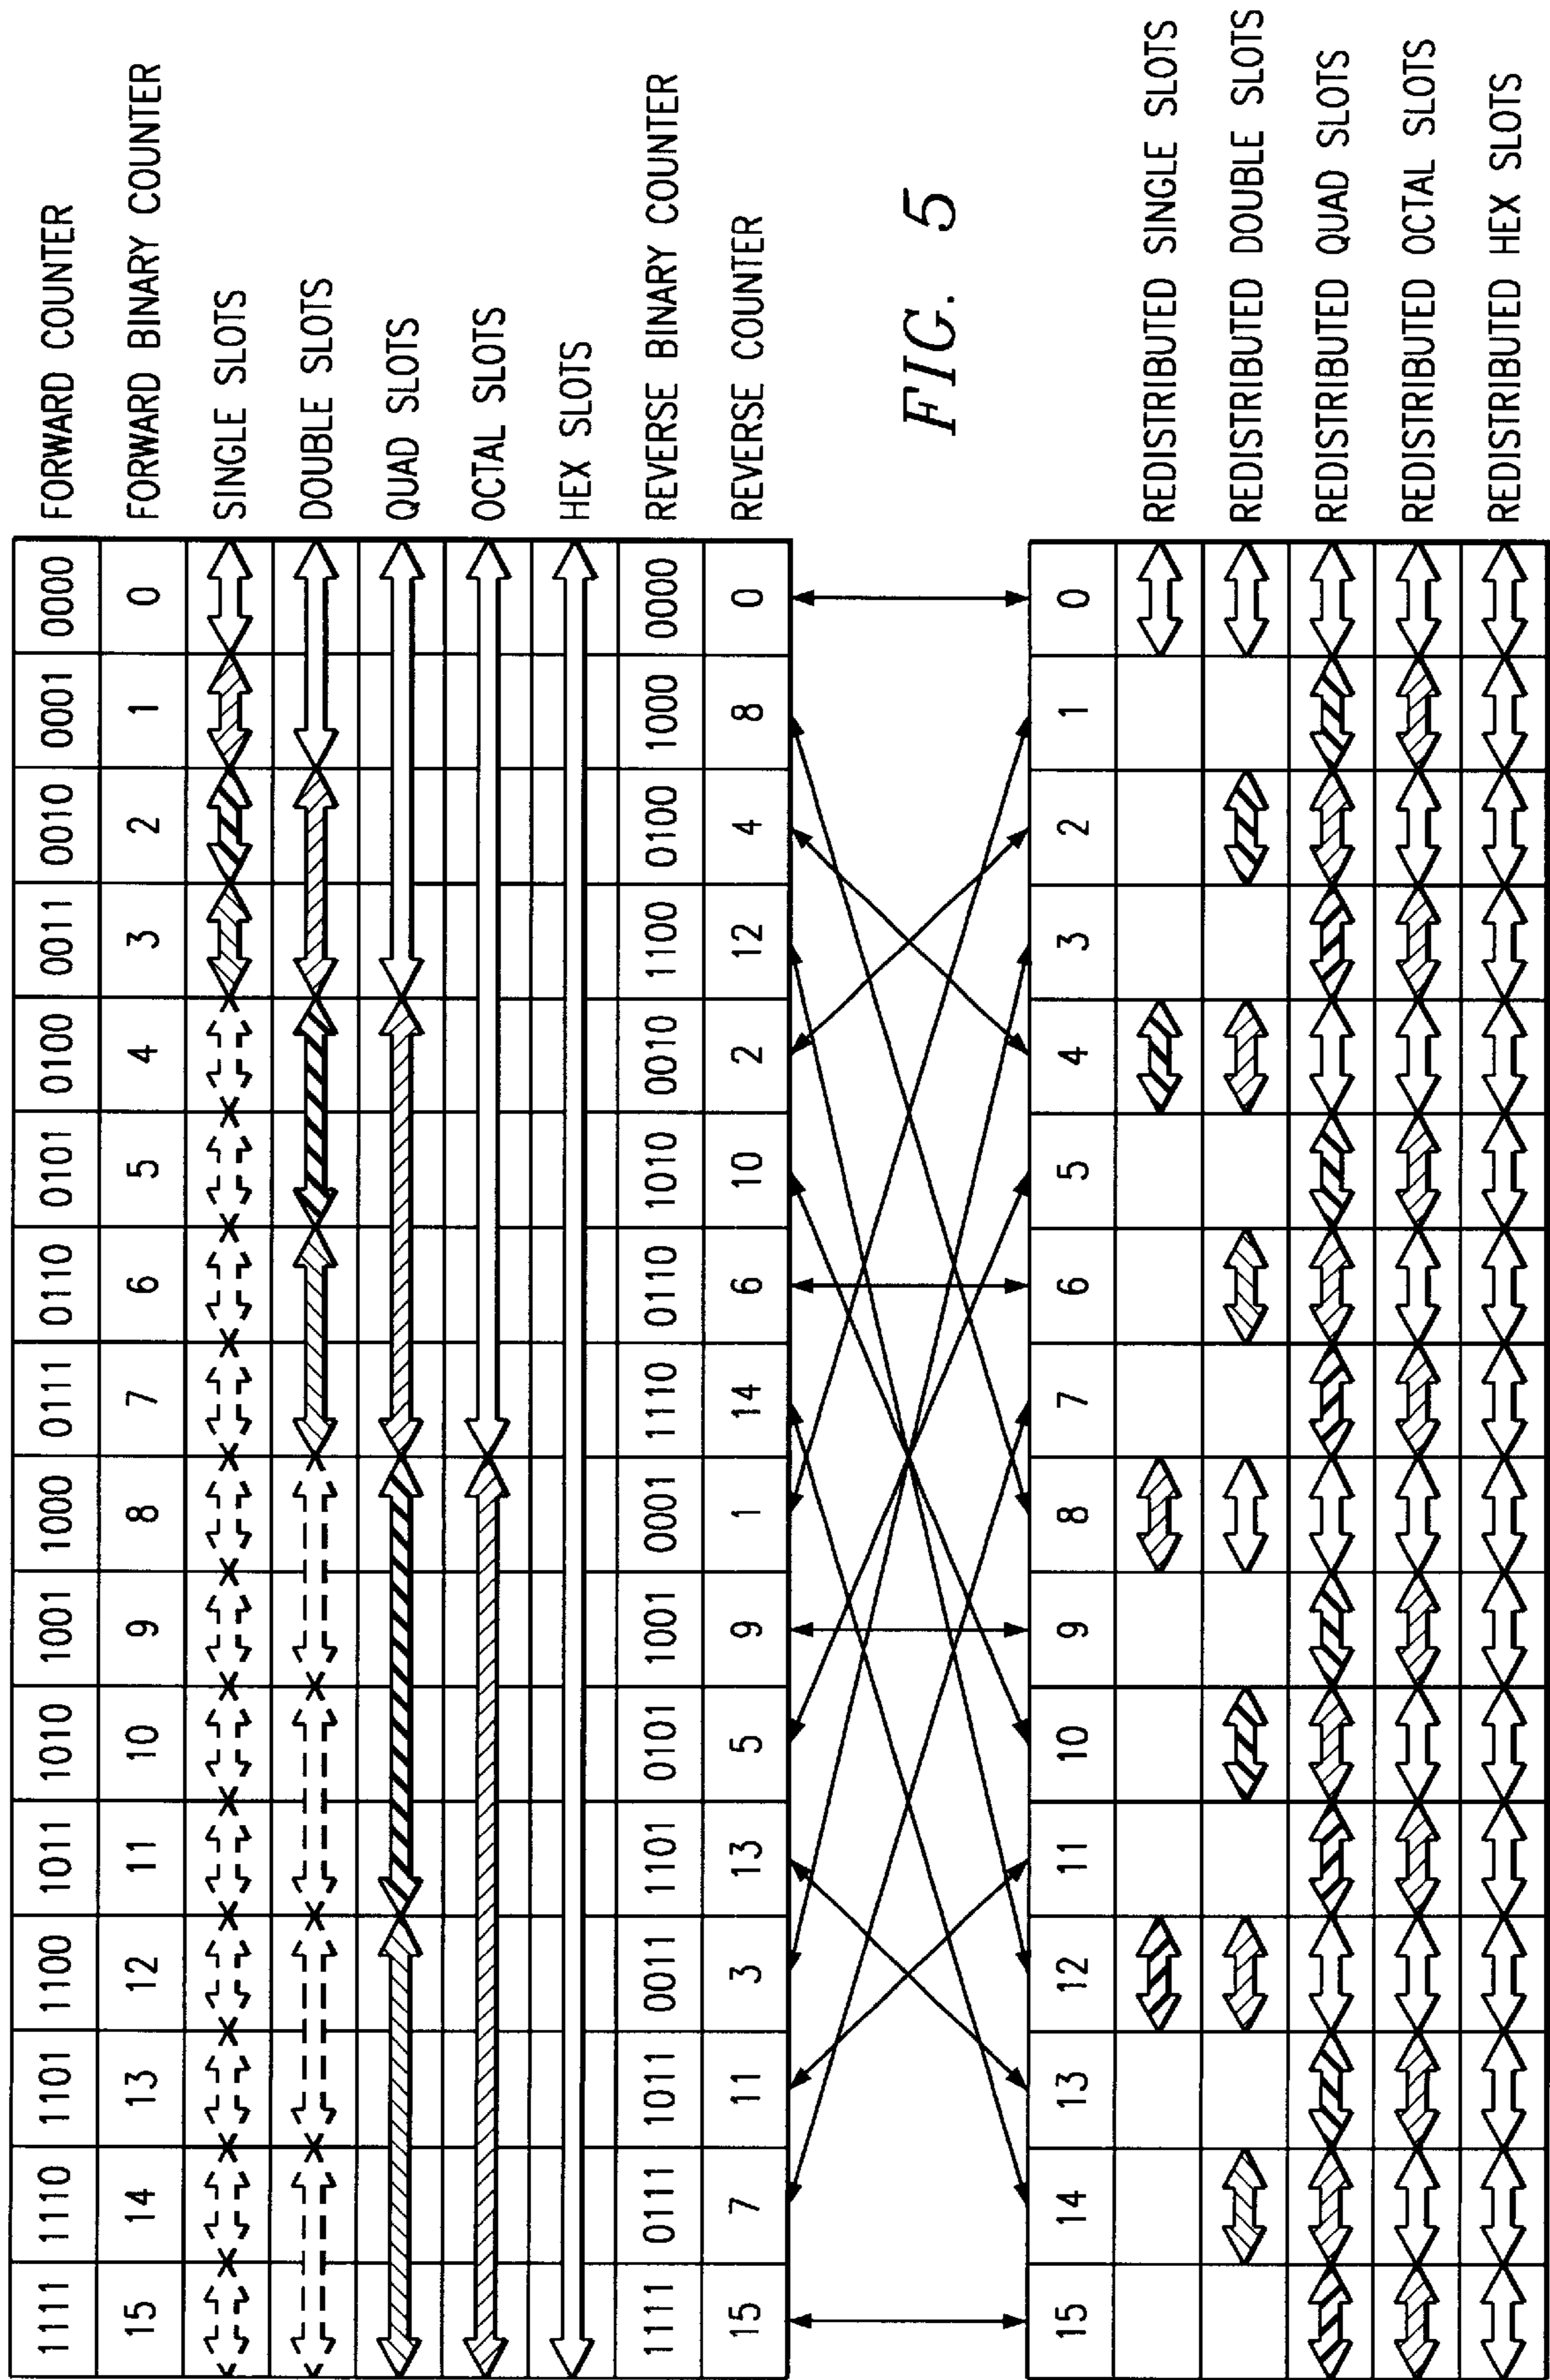 1111 1110 1101 1100 1011 1010 1001 1000 0111 0110 0101 0100 0011 0010 0001 0000 FORWARD COUNTER
15 14 13 12 11 10 9 8 7 6 5 4 3 2 1 0 FORWARD BINARY COUNTER
SINGLE SLOTS
DOUBLE SLOTS
QUAD SLOTS
OCTAL SLOTS
HEX SLOTS
1111 0111 1011 0011 1101 0101 1001 0001 1110 0110 1010 0010 1100 0100 1000 0000 REVERSE BINARY COUNTER
15 7 11 3 13 5 9 1 14 6 10 2 12 4 8 0 REVERSE COUNTER
FIG. 5
15 14 13 12 11 10 9 8 7 6 5 4 3 2 1 0
REDISTRIBUTED SINGLE SLOTS
REDISTRIBUTED DOUBLE SLOTS
REDISTRIBUTED QUAD SLOTS
REDISTRIBUTED OCTAL SLOTS
REDISTRIBUTED HEX SLOTS